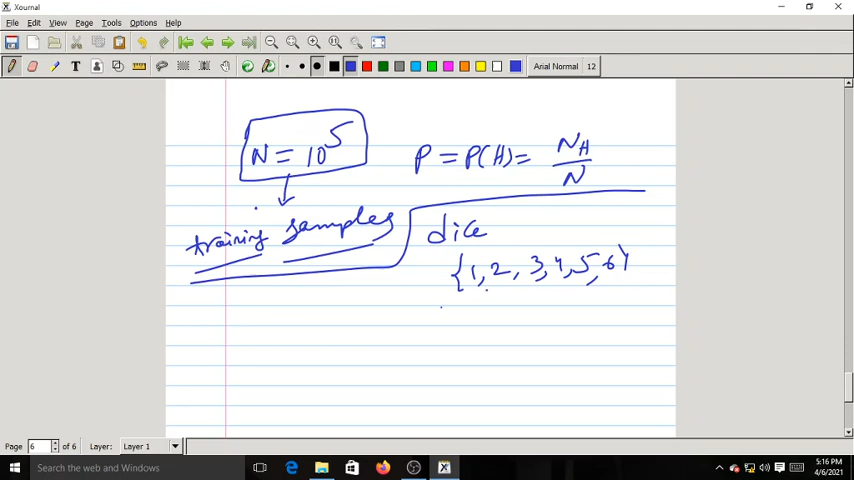 Xournal
File Edit View Page Tools Options Help
Arial Normal 12
N = 10^5
P = P(H) = N_H / N
training samples
dice
{1, 2, 3, 4, 5, 6}
Page 6 of 6 Layer: Layer 1
Search the web and Windows
5:16 PM
4/6/2021